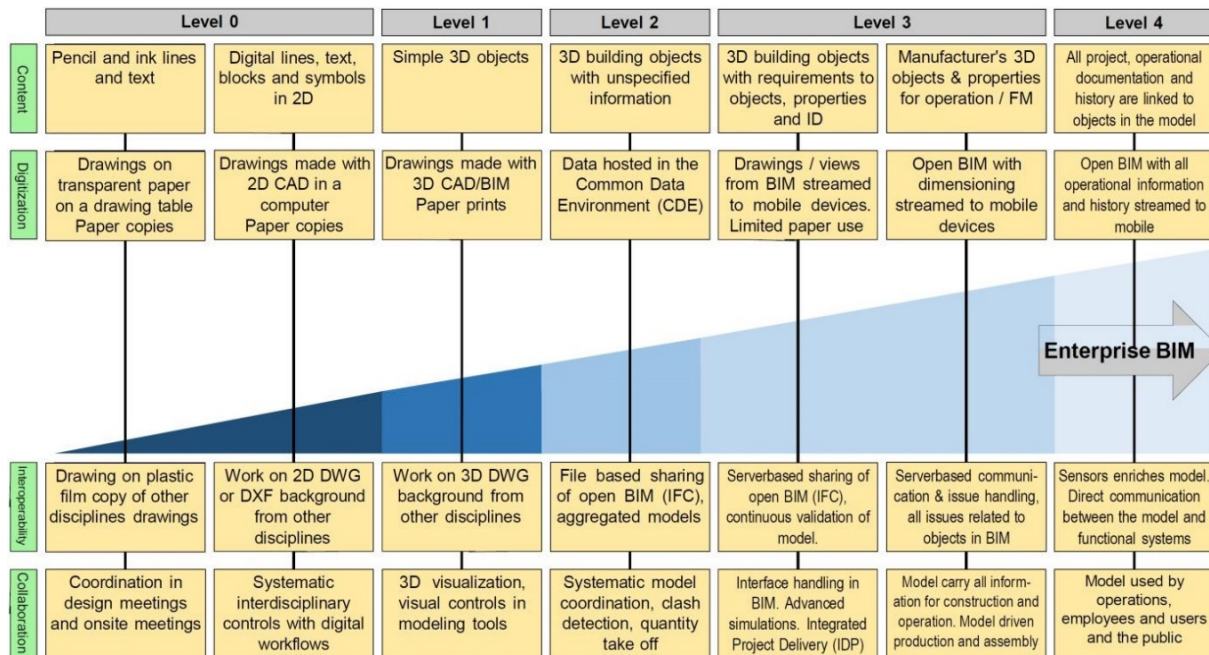 Level 0
Level 1
Level 2
Level 3
Level 4
Content
Pencil and ink lines
and text
Digital lines, text,
blocks and symbols
in 2D
Simple 3D objects
3D building objects
with unspecified
information
3D building objects
with requirements to
objects, properties
and ID
Manufacturer's 3D
objects & properties
for operation / FM
All project, operational
documentation and
history are linked to
objects in the model
Digitization
Drawings on
transparent paper
on a drawing table
Paper copies
Drawings made with
2D CAD in a
computer
Paper copies
Drawings made with
3D CAD/BIM
Paper prints
Data hosted in the
Common Data
Environment (CDE)
Drawings / views
from BIM streamed
to mobile devices.
Limited paper use
Open BIM with
dimensioning
streamed to mobile
devices
Open BIM with all
operational information
and history streamed to
mobile
Enterprise BIM
Interoperability
Drawing on plastic
film copy of other
disciplines drawings
Work on 2D DWG
or DXF background
from other
disciplines
Work on 3D DWG
background from
other disciplines
File based sharing
of open BIM (IFC),
aggregated models
Serverbased sharing of
open BIM (IFC),
continuous validation of
model.
Serverbased communi-
cation & issue handling,
all issues related to
objects in BIM
Sensors enriches model.
Direct communication
between the model and
functional systems
Collaboration
Coordination in
design meetings
and onsite meetings
Systematic
interdisciplinary
controls with digital
workflows
3D visualization,
visual controls in
modeling tools
Systematic model
coordination, clash
detection, quantity
take off
Interface handling in
BIM. Advanced
simulations. Integrated
Project Delivery (IDP)
Model carry all inform-
ation for construction and
operation. Model driven
production and assembly
Model used by
operations,
employees and users
and the public